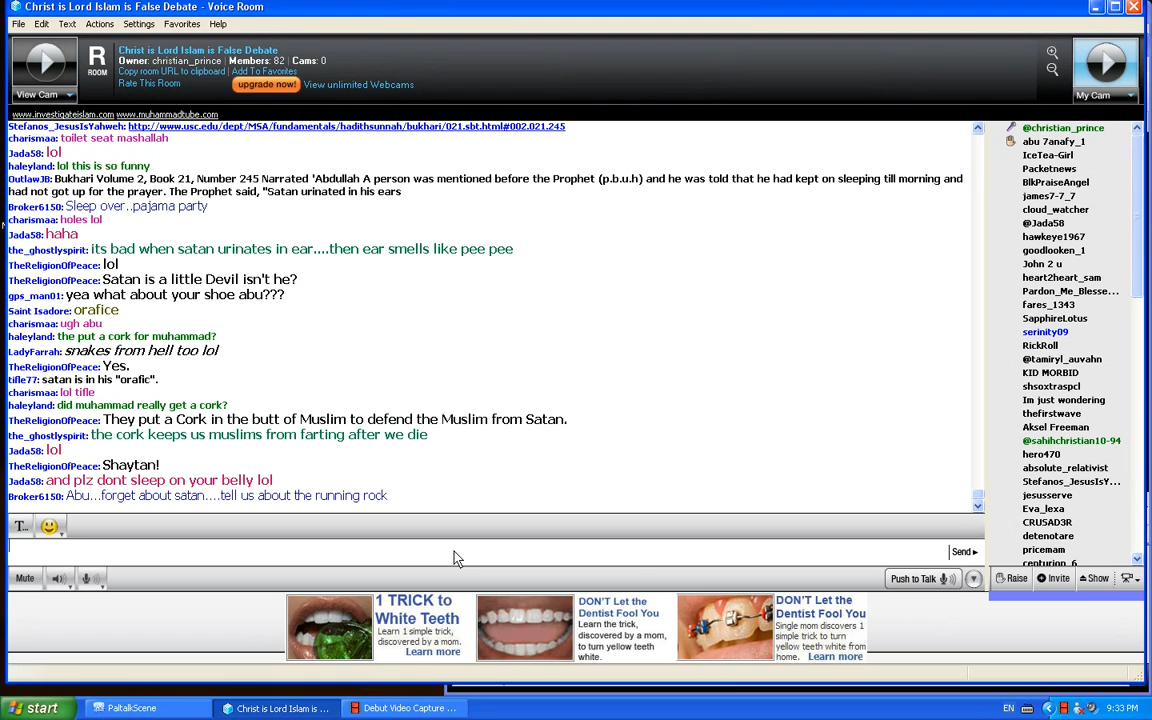 Christ is Lord Islam is False Debate - Voice Room
File Edit Text Actions Settings Favorites Help
View Cam
R
ROOM
Christ is Lord Islam is False Debate
Owner: christian_prince | Members: 82 | Cams: 0
Copy room URL to clipboard | Add To Favorites
Rate This Room
upgrade now! View unlimited Webcams
My Cam
www.investigateislam.com www.muhammadtube.com
Stefanos_JesusIsYahweh: http://www.usc.edu/dept/MSA/fundamentals/hadithsunnah/bukhari/021.sbt.html#002.021.245
charismaa: toilet seat mashallah
Jada58: lol
haleyland: lol this is so funny
OutlawJB: Bukhari Volume 2, Book 21, Number 245 Narrated 'Abdullah A person was mentioned before the Prophet (p.b.u.h) and he was told that he had kept on sleeping till morning and
had not got up for the prayer. The Prophet said, "Satan urinated in his ears
Broker6150: Sleep over..pajama party
charismaa: holes lol
Jada58: haha
the_ghostlyspirit: its bad when satan urinates in ear....then ear smells like pee pee
TheReligionOfPeace: lol
TheReligionOfPeace: Satan is a little Devil isn't he?
gps_man01: yea what about your shoe abu???
Saint Isadore: orafice
charismaa: ugh abu
haleyland: the put a cork for muhammad?
LadyFarrah: snakes from hell too lol
TheReligionOfPeace: Yes.
tifle77: satan is in his "orafic".
charismaa: lol tifle
haleyland: did muhammad really get a cork?
TheReligionOfPeace: They put a Cork in the butt of Muslim to defend the Muslim from Satan.
the_ghostlyspirit: the cork keeps us muslims from farting after we die
Jada58: lol
TheReligionOfPeace: Shaytan!
Jada58: and plz dont sleep on your belly lol
Broker6150: Abu...forget about satan....tell us about the running rock
@christian_prince
abu 7anafy_1
IceTea-Girl
Packetnews
BlkPraiseAngel
james7-7_7
cloud_watcher
@Jada58
hawkeye1967
goodlooken_1
John 2 u
heart2heart_sam
Pardon_Me_Blesse...
fares_1343
SapphireLotus
serinity09
RickRoll
@tamiryl_auvahn
KID MORBID
shsoxtraspcl
Im just wondering
thefirstwave
Aksel Freeman
@sahihchristian10-94
hero470
absolute_relativist
Stefanos_JesusIsY...
jesusserve
Eva_lexa
CRUSAD3R
detenotare
pricemam
centurion_6
T...
Send
Mute
Push to Talk
Raise Invite Show
1 TRICK to
White Teeth
Learn 1 simple trick,
discovered by a mom.
Learn more
DON'T Let the
Dentist Fool You
Learn the trick,
discovered by a mom,
to turn yellow teeth
white.
DON'T Let the
Dentist Fool You
Single mom discovers 1
simple trick to turn
yellow teeth white from
home. Learn more
start PaltalkScene Christ is Lord Islam is ... Debut Video Capture ... EN 9:33 PM